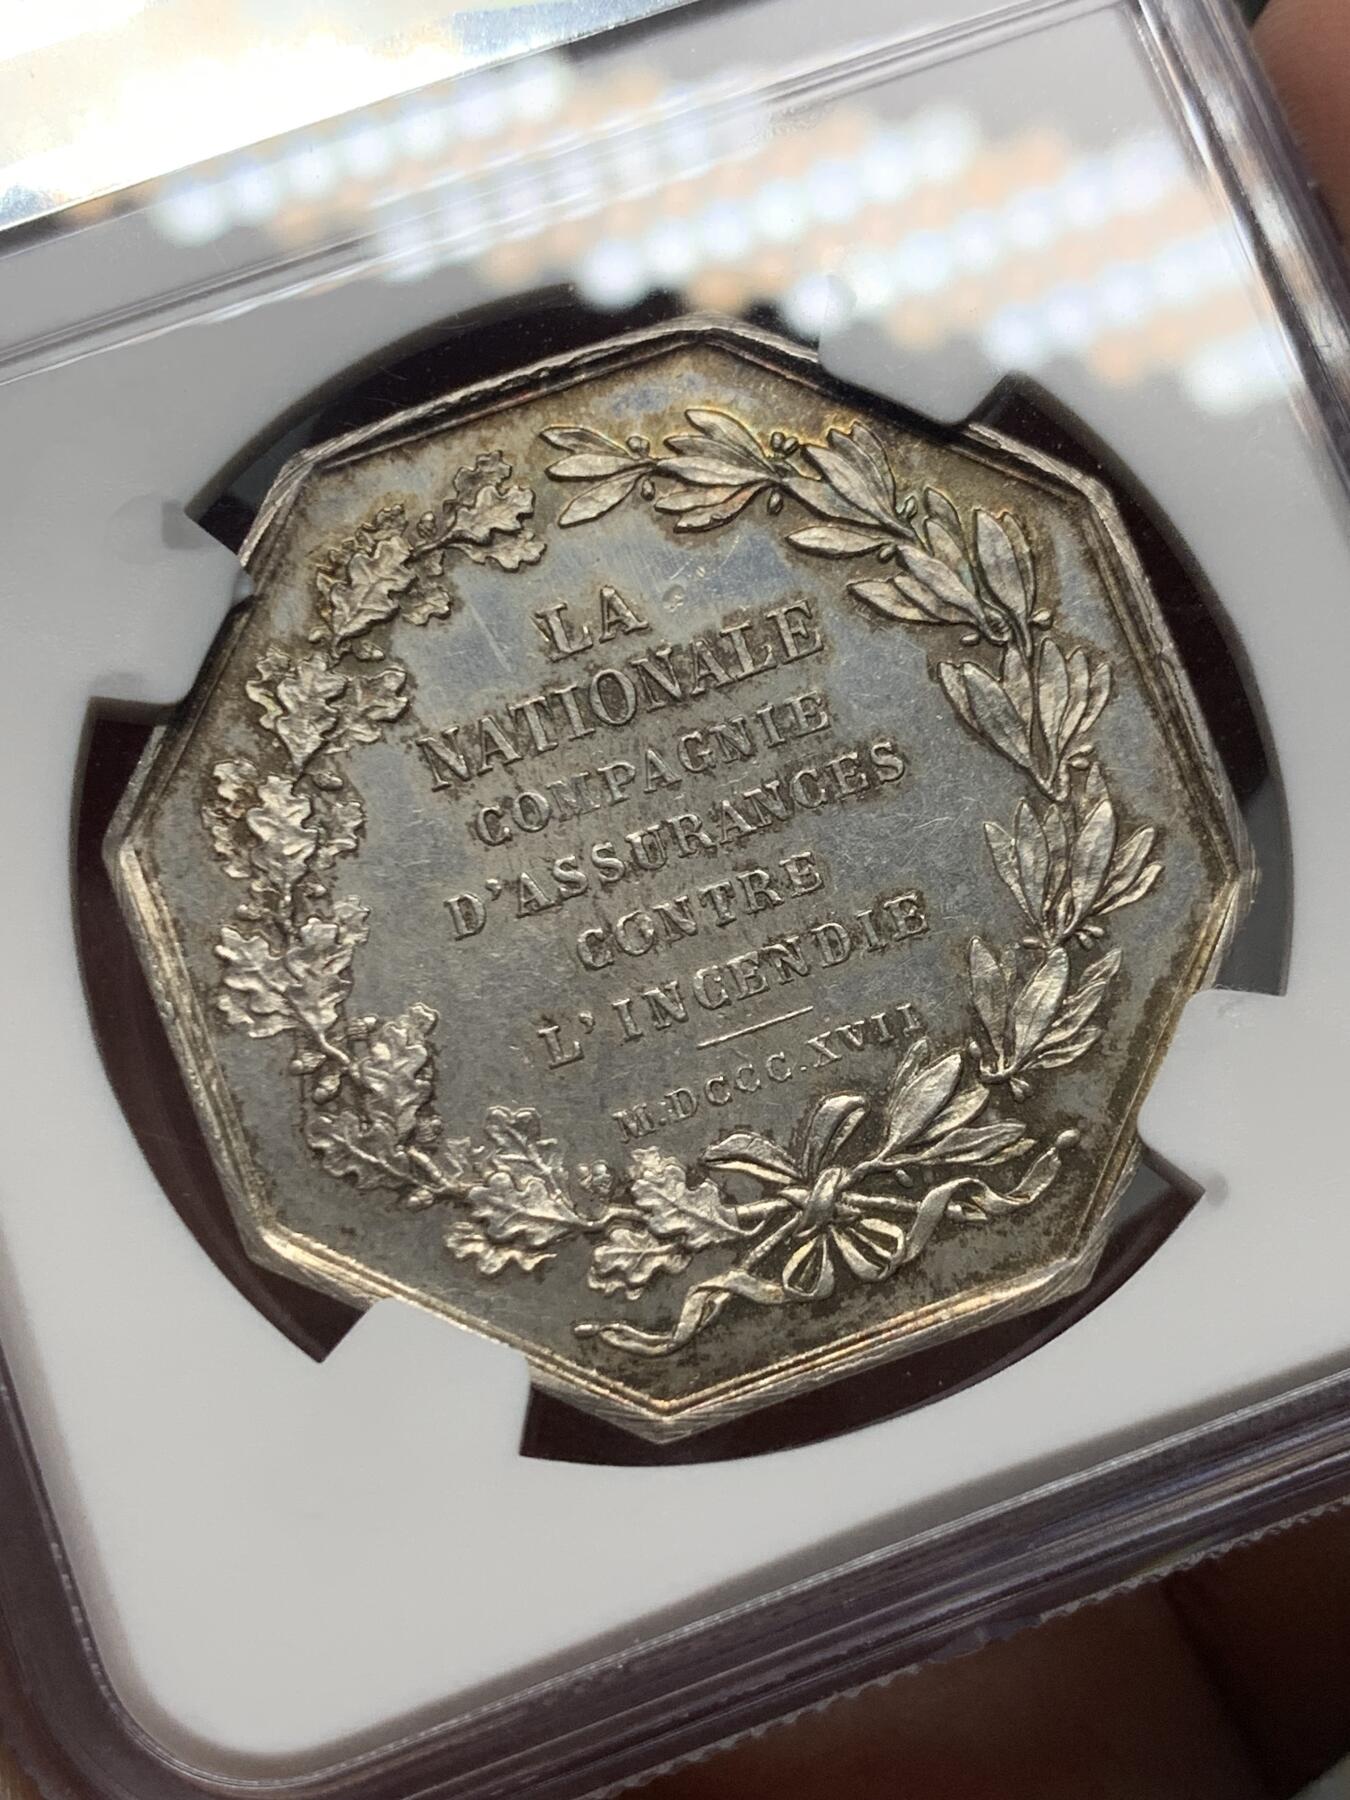 LA
NATIONALE
COMPAGNIE
D'ASSURANCES
CONTRE
L'INCENDIE
M.DCCC.XVII